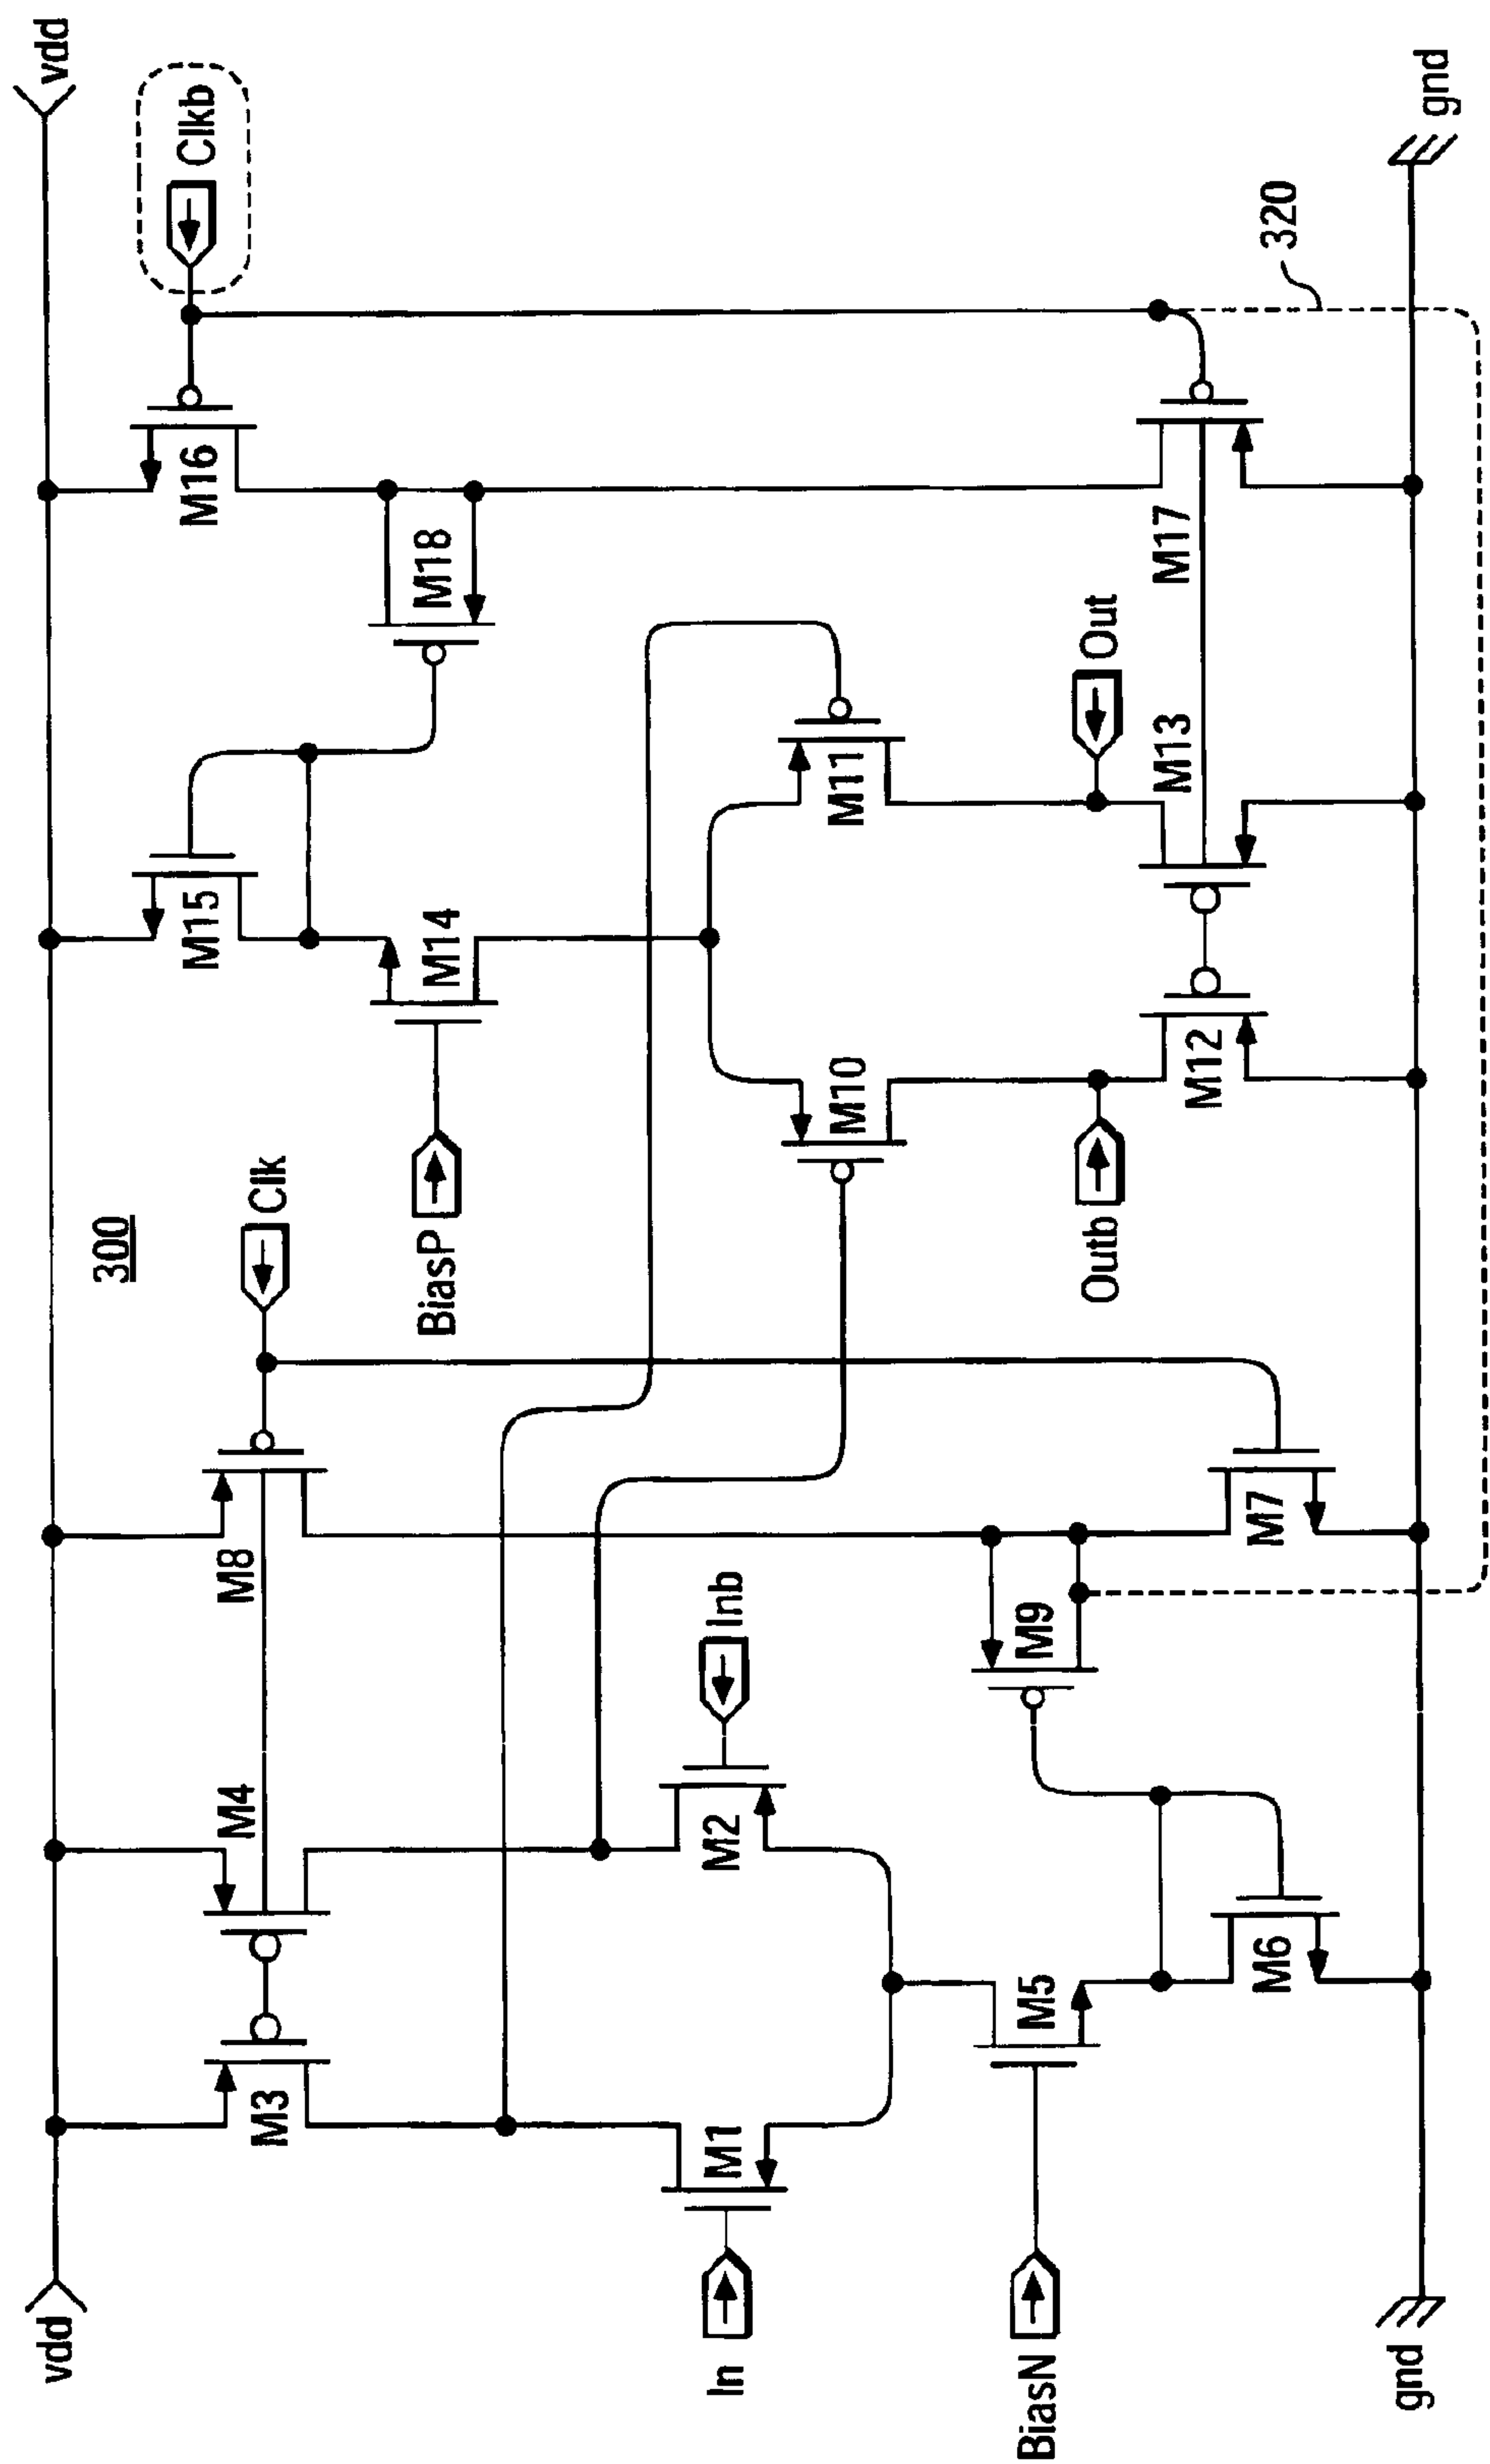 vdd
vdd
Clkb
M16
M18
M15
M14
BiasP
300
Clk
M8
M4
M3
M11
M10
Out
Outb
M13
M12
M17
320
Inb
M2
M1
In
M9
M7
M5
M6
BiasN
gnd
gnd